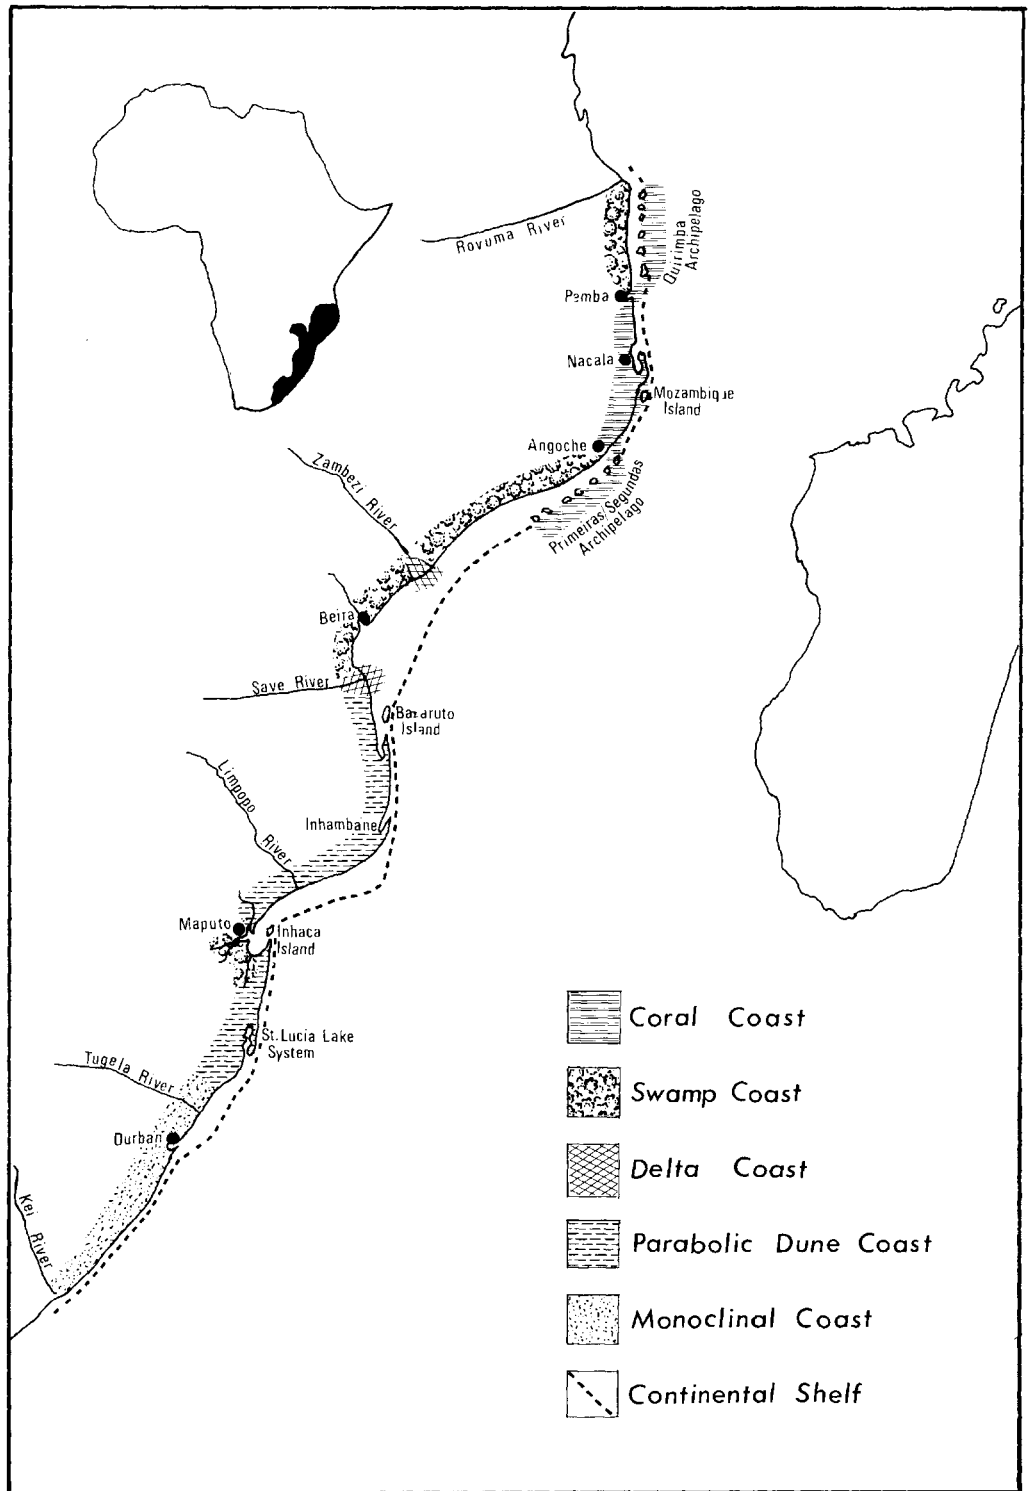 Rovuma River
Quirimba
Archipelago
Pemba
Nacala
Mozambique
Island
Angoche
Zambezi River
Primeiras/Segundas
Archipelago
Beira
Save River
Bazaruto
Island
Limpopo
River
Inhambane
Maputo
Inhaca
Island
St. Lucia Lake
System
Tugela River
Durban
Kei River
Coral Coast
Swamp Coast
Delta Coast
Parabolic Dune Coast
Monoclinal Coast
Continental Shelf